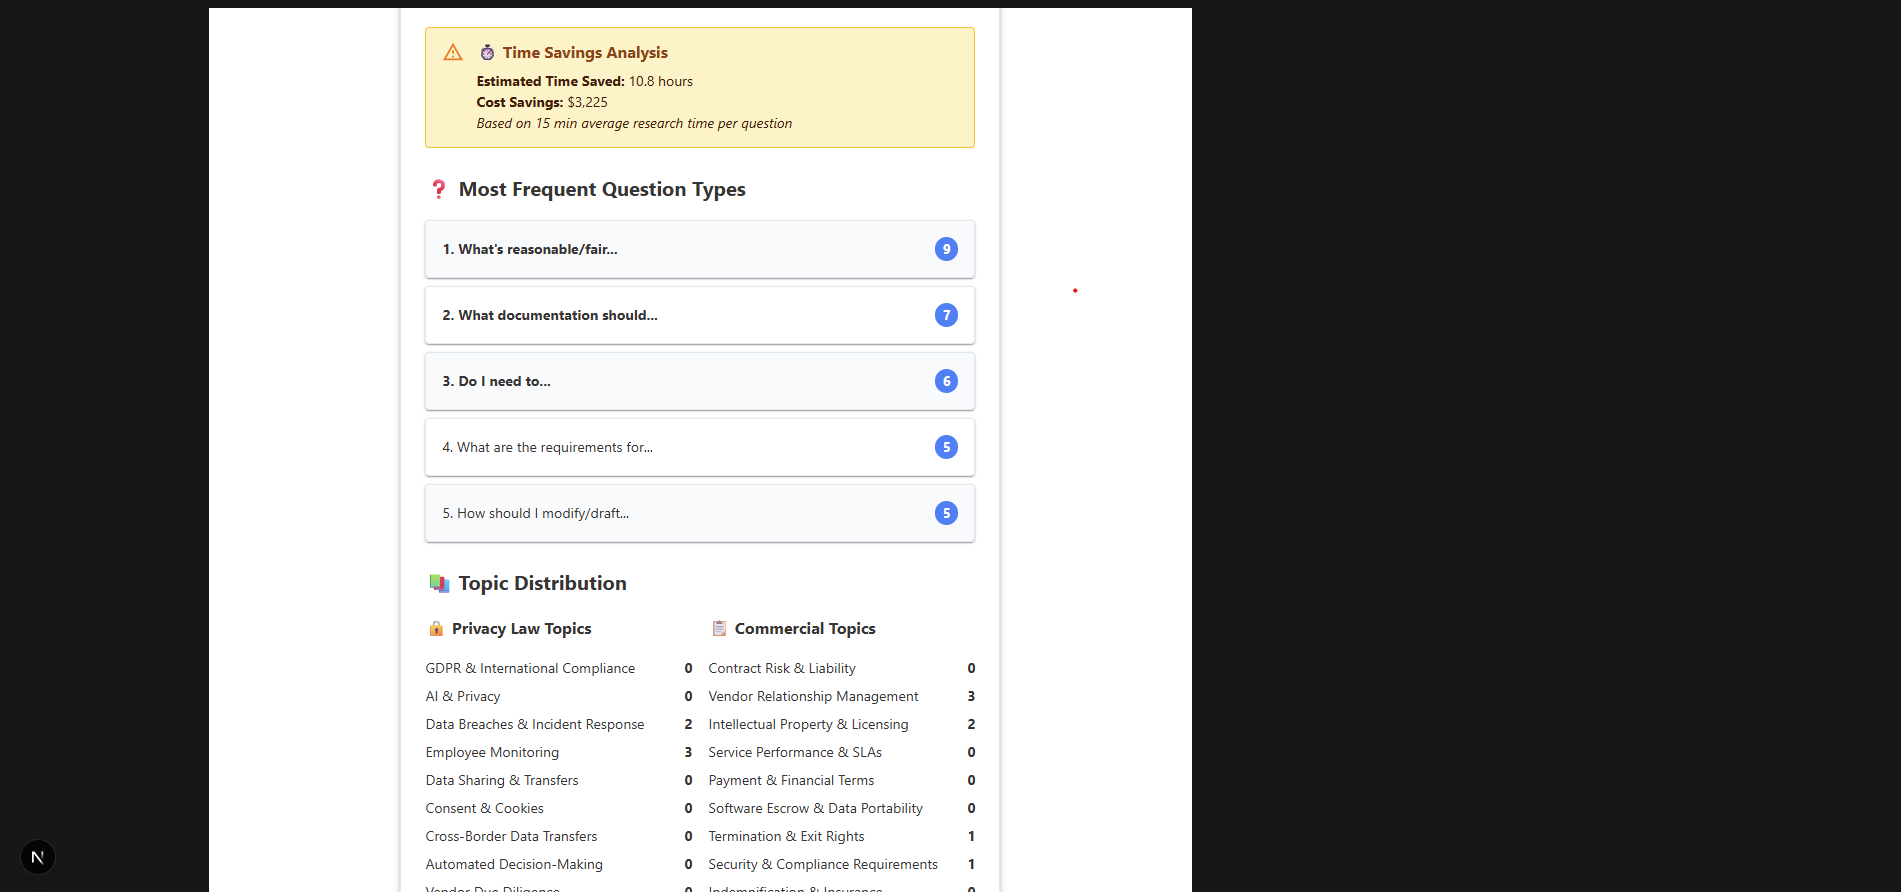 Time Savings Analysis
Estimated Time Saved: 10.8 hours
Cost Savings: $3,225
Based on 15 min average research time per question
Most Frequent Question Types
1. What's reasonable/fair... 9
2. What documentation should... 7
3. Do I need to... 6
4. What are the requirements for... 5
5. How should I modify/draft... 5
Topic Distribution
Privacy Law Topics
GDPR & International Compliance 0
AI & Privacy 0
Data Breaches & Incident Response 2
Employee Monitoring 3
Data Sharing & Transfers 0
Consent & Cookies 0
Cross-Border Data Transfers 0
Automated Decision-Making 0
Vendor Due Diligence 0
Commercial Topics
Contract Risk & Liability 0
Vendor Relationship Management 3
Intellectual Property & Licensing 2
Service Performance & SLAs 0
Payment & Financial Terms 0
Software Escrow & Data Portability 0
Termination & Exit Rights 1
Security & Compliance Requirements 1
Indemnification & Insurance 0
N